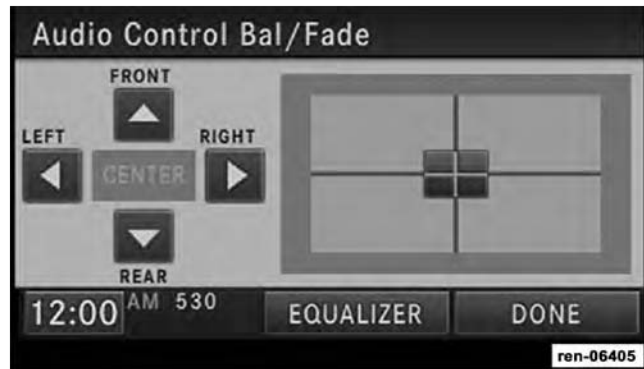 Audio Control Bal/Fade
FRONT
LEFT
RIGHT
CENTER
REAR
12:00 AM 530
EQUALIZER
DONE
ren-06405